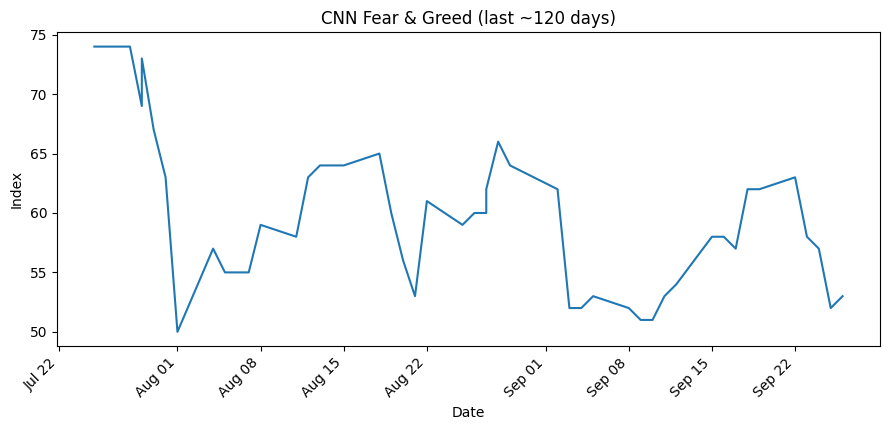 CNN Fear & Greed (last ~120 days)
75
70
65
60
55
50
Index
Jul 22
Aug 01
Aug 08
Aug 15
Aug 22
Sep 01
Sep 08
Sep 15
Sep 22
Date